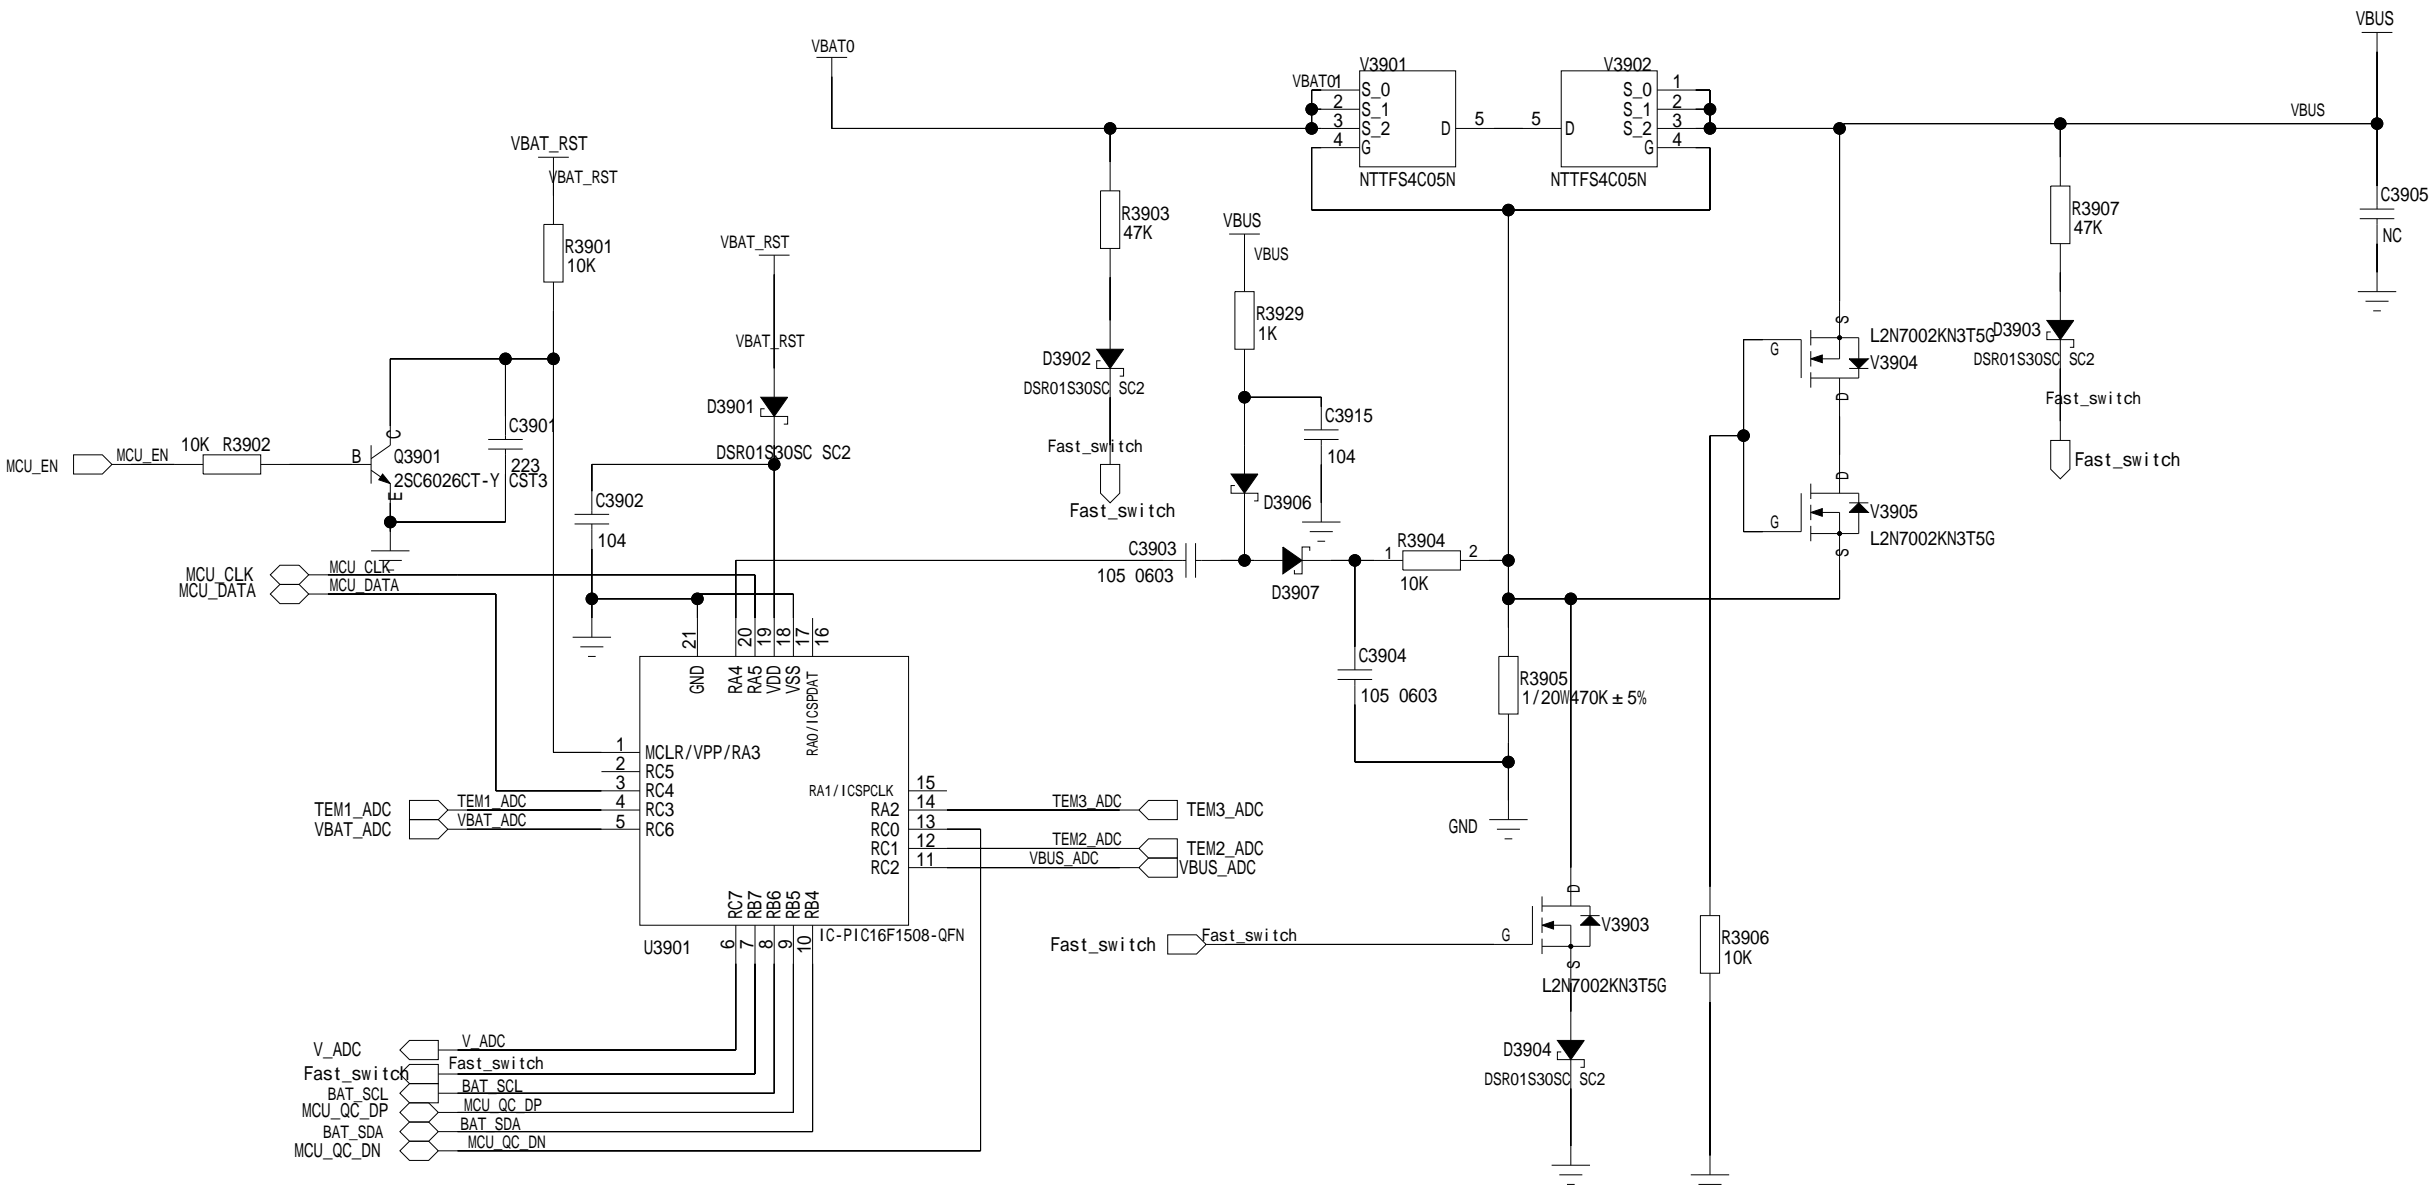 VBUS
VBAT0
V3901
V3902
VBAT01
S_0
2
S_1
3
S_2
4
G
D
5
5
D
S_0
1
S_1
2
S_2
3
G
4
NTTFS4C05N
NTTFS4C05N
VBUS
VBAT_RST
VBAT_RST
R3901
10K
VBAT_RST
VBAT_RST
R3903
47K
VBUS
VBUS
R3929
1K
R3907
47K
C3905
NC
D3901
DSR01S30SC SC2
D3902
DSR01S30SC SC2
Fast_switch
Fast_switch
C3915
104
D3906
S
L2N7002KN3T5G
G
V3904
D
D3903
DSR01S30SC SC2
Fast_switch
Fast_switch
D
G
V3905
L2N7002KN3T5G
S
MCU_EN
MCU_EN
10K R3902
B
C
Q3901
2SC6026CT-Y CST3
E
C3901
223
C3902
104
MCU_CLK
MCU_CLK
MCU_DATA
MCU_DATA
C3903
105 0603
D3907
1
R3904
2
10K
C3904
105 0603
R3905
1/20W470K±5%
GND
21
20
19
18
17
16
GND
RA4
RA5
VDD
VSS
RA0/ICSPDAT
1
MCLR/VPP/RA3
2
RC5
3
RC4
4
RC3
5
RC6
TEM1_ADC
TEM1_ADC
VBAT_ADC
VBAT_ADC
RA1/ICSPCLK
15
RA2
14
RC0
13
RC1
12
RC2
11
TEM3_ADC
TEM3_ADC
TEM2_ADC
TEM2_ADC
VBUS_ADC
VBUS_ADC
RC7
RB7
RB6
RB5
RB4
6
7
8
9
10
U3901
IC-PIC16F1508-QFN
Fast_switch
Fast_switch
G
D
V3903
S
L2N7002KN3T5G
R3906
10K
D3904
DSR01S30SC SC2
V_ADC
V_ADC
Fast_switch
Fast_switch
BAT_SCL
BAT_SCL
MCU_QC_DP
MCU_QC_DP
BAT_SDA
BAT_SDA
MCU_QC_DN
MCU_QC_DN